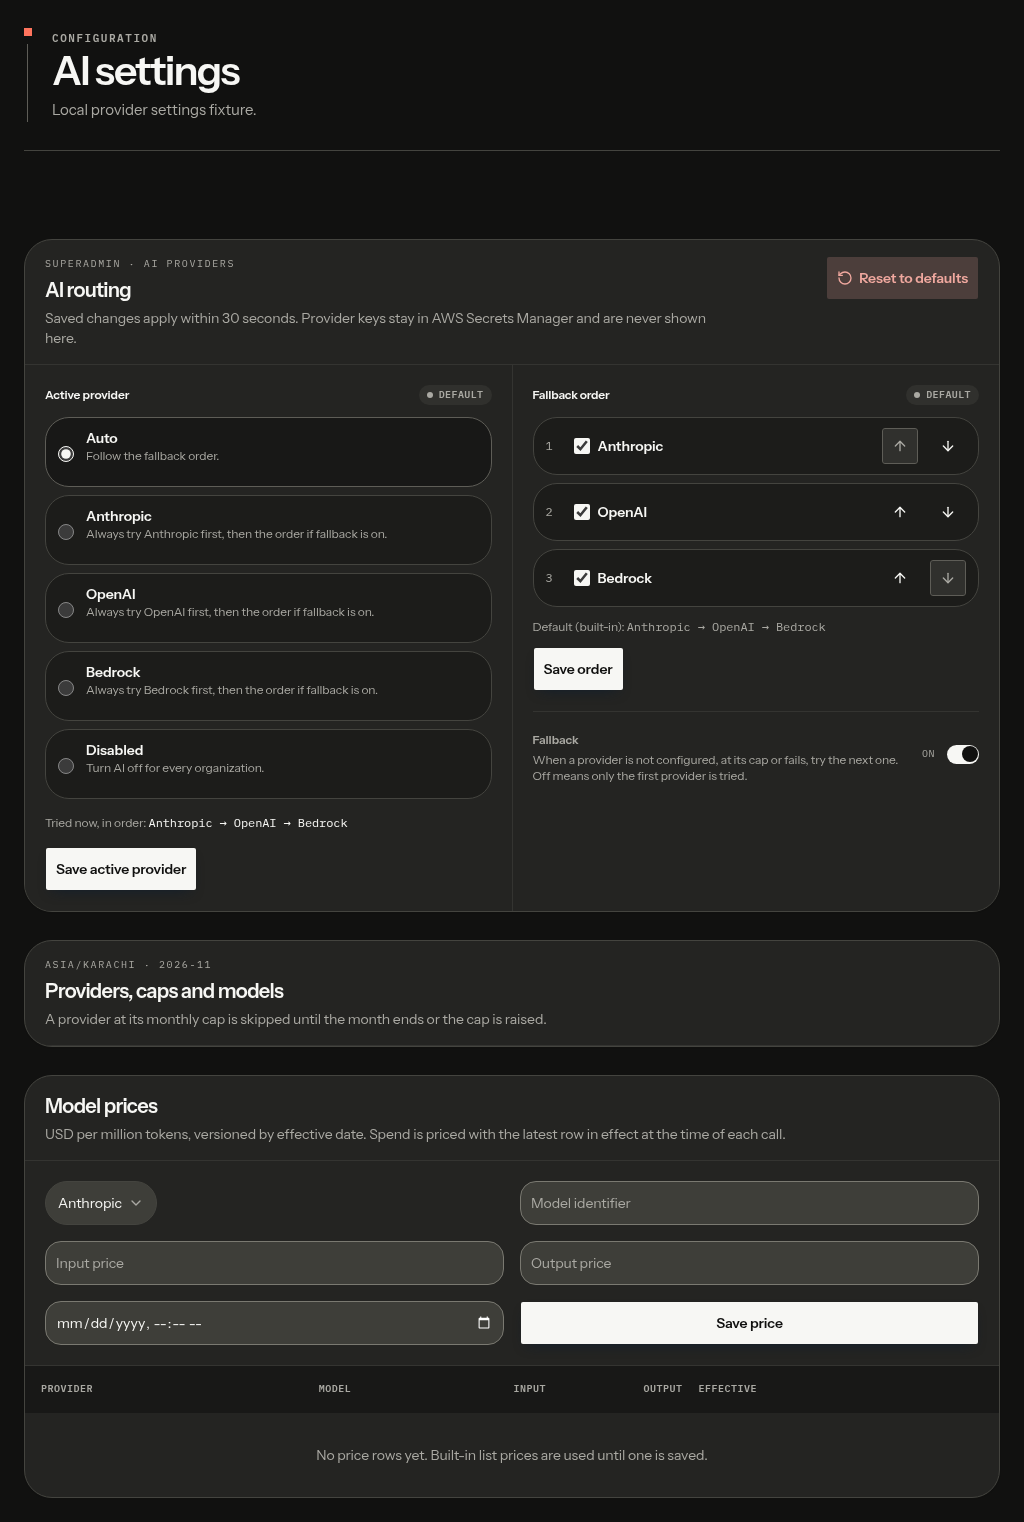 CONFIGURATION
AI settings
Local provider settings fixture.
SUPERADMIN · AI PROVIDERS
AI routing
Saved changes apply within 30 seconds. Provider keys stay in AWS Secrets Manager and are never shown
here.
Reset to defaults
Active provider
DEFAULT
Auto
Follow the fallback order.
Anthropic
Always try Anthropic first, then the order if fallback is on.
OpenAI
Always try OpenAI first, then the order if fallback is on.
Bedrock
Always try Bedrock first, then the order if fallback is on.
Disabled
Turn AI off for every organization.
Tried now, in order: Anthropic → OpenAI → Bedrock
Save active provider
Fallback order
DEFAULT
1 Anthropic
2 OpenAI
3 Bedrock
Default (built-in): Anthropic → OpenAI → Bedrock
Save order
Fallback
When a provider is not configured, at its cap or fails, try the next one.
Off means only the first provider is tried.
ON
ASIA/KARACHI · 2026-11
Providers, caps and models
A provider at its monthly cap is skipped until the month ends or the cap is raised.
Model prices
USD per million tokens, versioned by effective date. Spend is priced with the latest row in effect at the time of each call.
Anthropic
Model identifier
Input price
Output price
mm/dd/yyyy, --:-- --
Save price
PROVIDER MODEL INPUT OUTPUT EFFECTIVE
No price rows yet. Built-in list prices are used until one is saved.